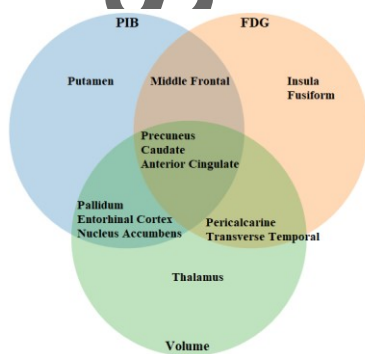 PIB FDG
Putamen Middle Frontal Insula
Fusiform
Precuneus
Caudate
Anterior Cingulate
Pallidum
Entorhinal Cortex
Nucleus Accumbens
Pericalcarine
Transverse Temporal
Thalamus
Volume